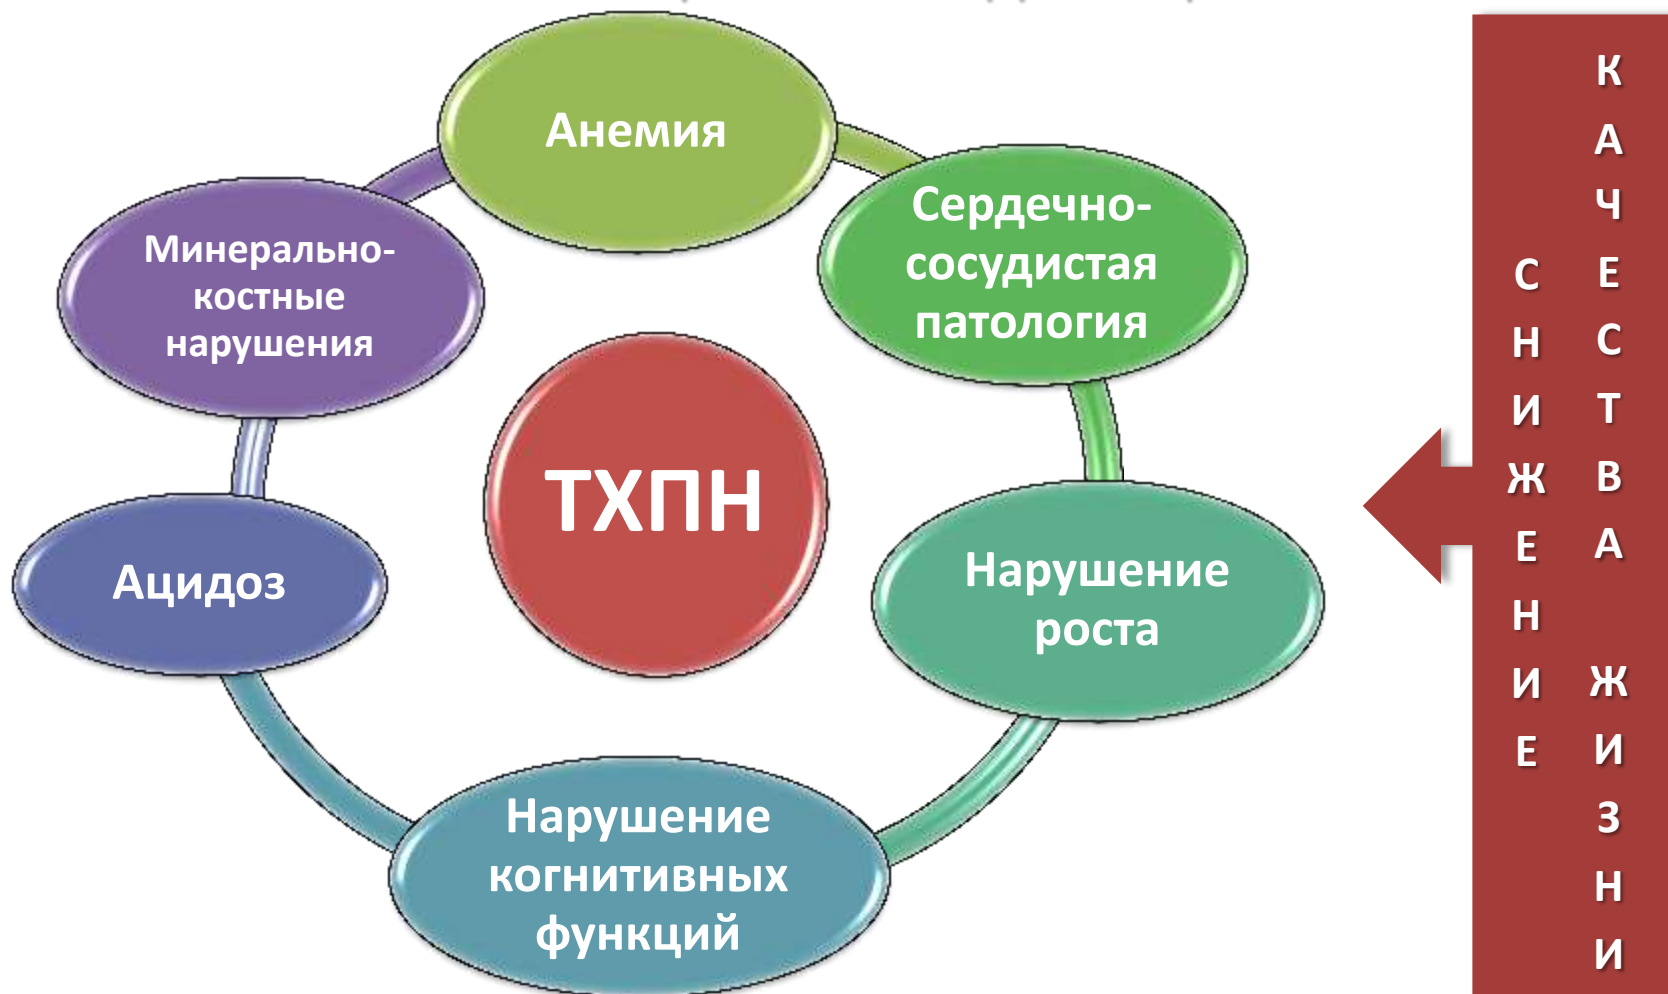 Анемия
Сердечно-
сосудистая
патология
Минерально-
костные
нарушения
ТХПН
Нарушение
роста
Ацидоз
Нарушение
когнитивных
функций
СНИЖЕНИЕ
КАЧЕСТВА ЖИЗНИ